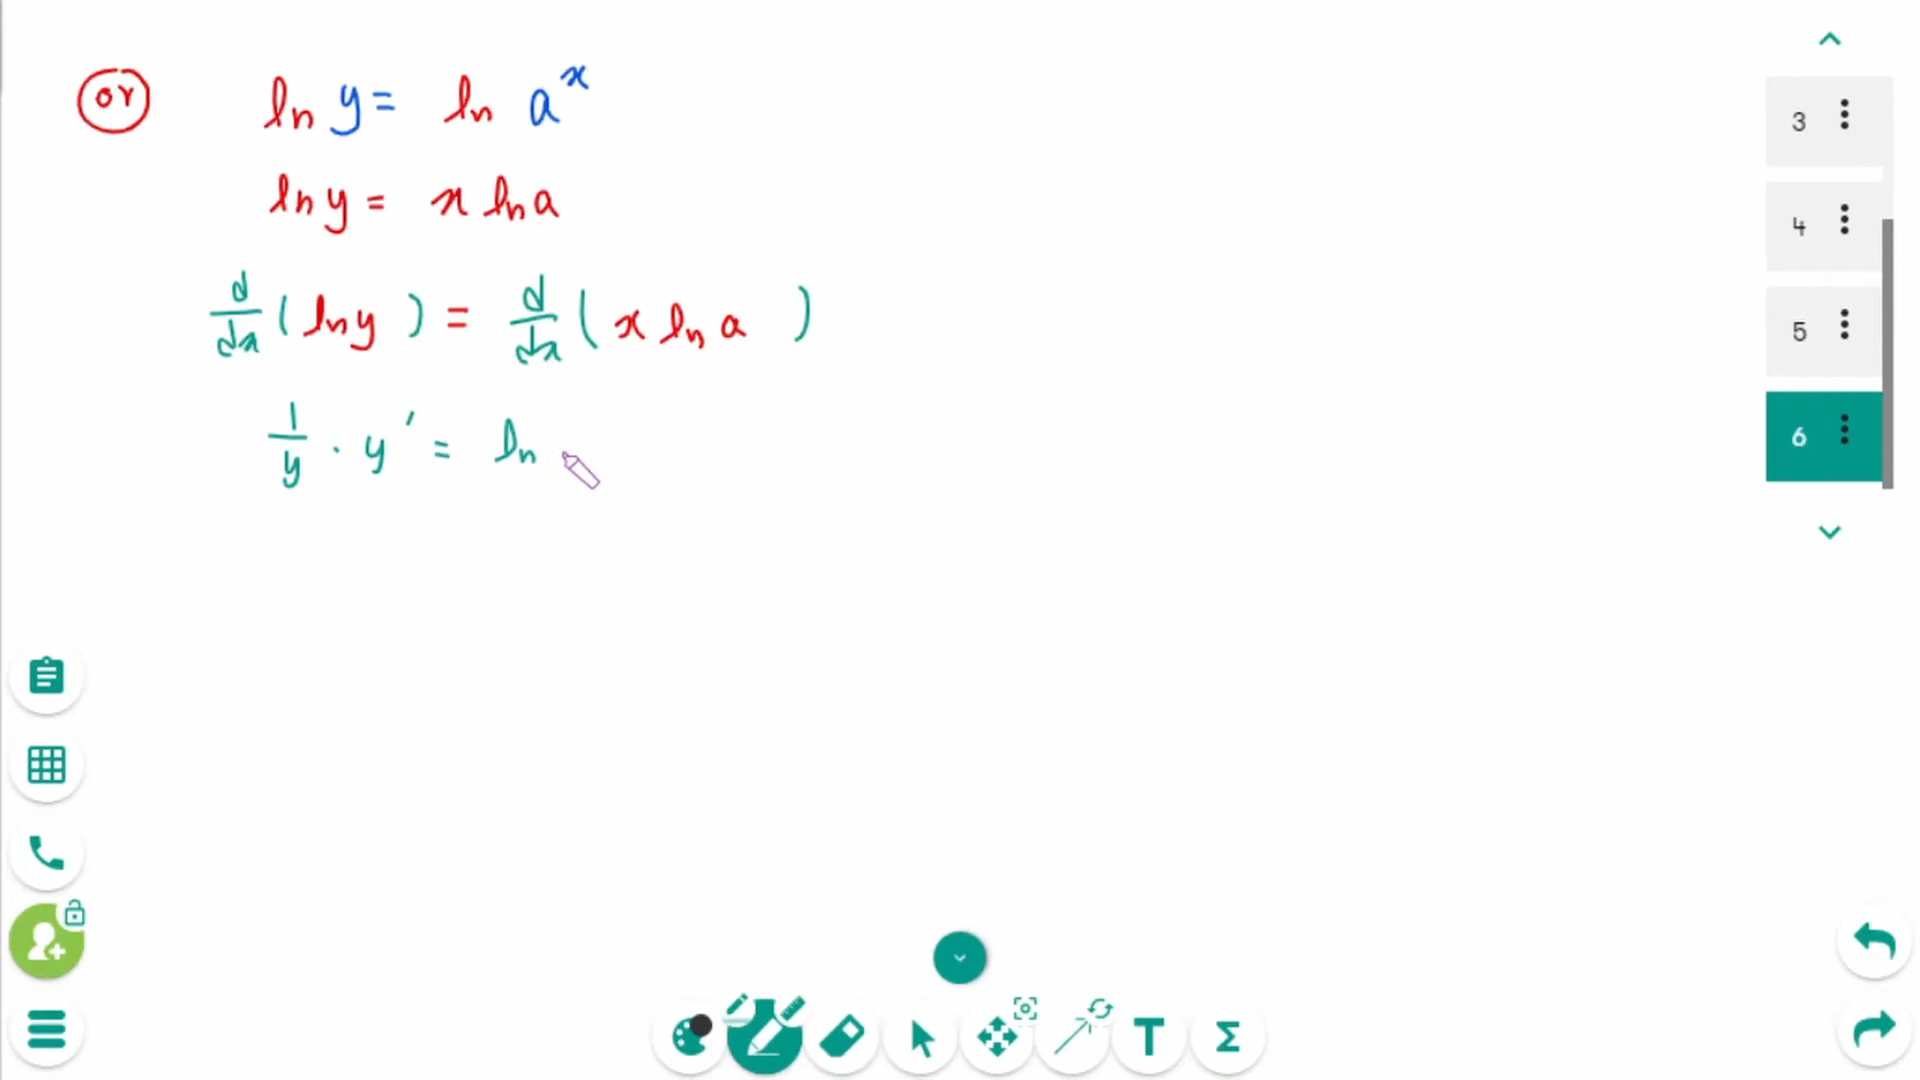 or ln y = ln a^x
ln y = x ln a
d/dx ( ln y ) = d/dx ( x ln a )
1/y · y' = ln
3
4
5
6
T
Σ